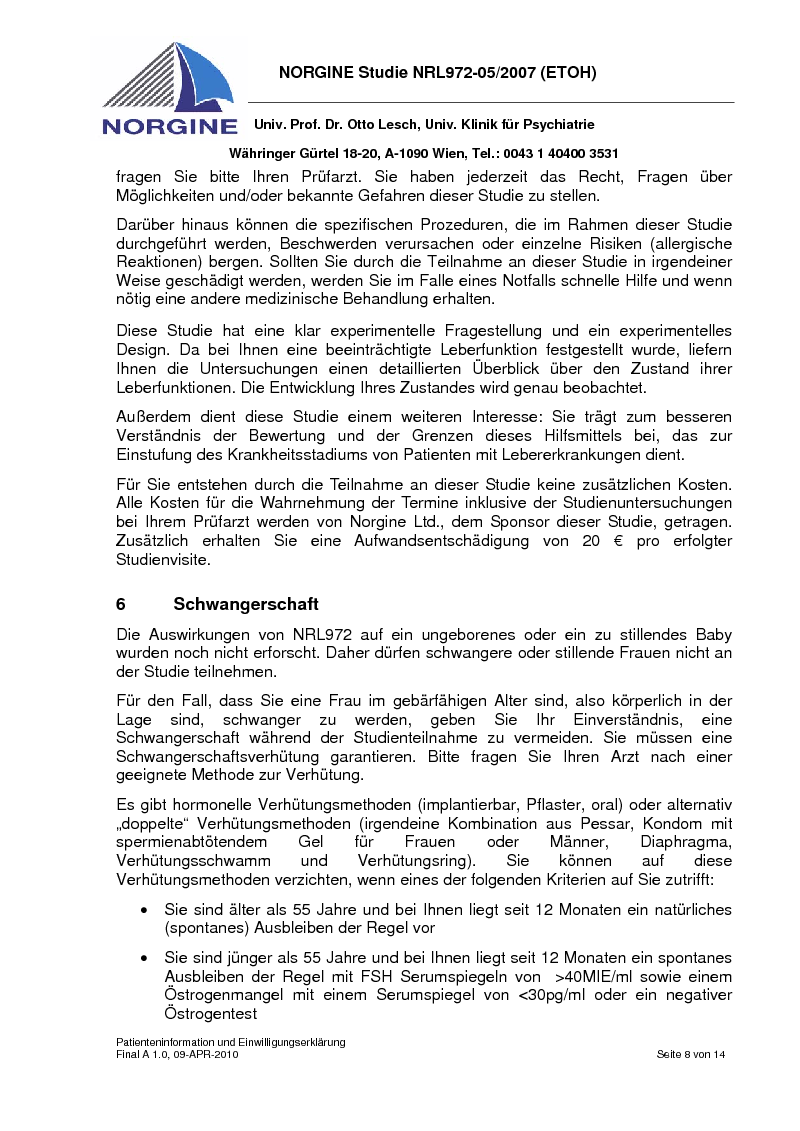 NORGINE Studie NRL972-05/2007 (ETOH)
NORGINE
Univ. Prof. Dr. Otto Lesch, Univ. Klinik für Psychiatrie
Währinger Gürtel 18-20, A-1090 Wien, Tel.: 0043 1 40400 3531
fragen Sie bitte Ihren Prüfarzt. Sie haben jederzeit das Recht, Fragen über
Möglichkeiten und/oder bekannte Gefahren dieser Studie zu stellen.
Darüber hinaus können die spezifischen Prozeduren, die im Rahmen dieser Studie
durchgeführt werden, Beschwerden verursachen oder einzelne Risiken (allergische
Reaktionen) bergen. Sollten Sie durch die Teilnahme an dieser Studie in irgendeiner
Weise geschädigt werden, werden Sie im Falle eines Notfalls schnelle Hilfe und wenn
nötig eine andere medizinische Behandlung erhalten.
Diese Studie hat eine klar experimentelle Fragestellung und ein experimentelles
Design. Da bei Ihnen eine beeinträchtigte Leberfunktion festgestellt wurde, liefern
Ihnen die Untersuchungen einen detaillierten Überblick über den Zustand ihrer
Leberfunktionen. Die Entwicklung Ihres Zustandes wird genau beobachtet.
Außerdem dient diese Studie einem weiteren Interesse: Sie trägt zum besseren
Verständnis der Bewertung und der Grenzen dieses Hilfsmittels bei, das zur
Einstufung des Krankheitsstadiums von Patienten mit Lebererkrankungen dient.
Für Sie entstehen durch die Teilnahme an dieser Studie keine zusätzlichen Kosten.
Alle Kosten für die Wahrnehmung der Termine inklusive der Studienuntersuchungen
bei Ihrem Prüfarzt werden von Norgine Ltd., dem Sponsor dieser Studie, getragen.
Zusätzlich erhalten Sie eine Aufwandsentschädigung von 20 € pro erfolgter
Studienvisite.
6 Schwangerschaft
Die Auswirkungen von NRL972 auf ein ungeborenes oder ein zu stillendes Baby
wurden noch nicht erforscht. Daher dürfen schwangere oder stillende Frauen nicht an
der Studie teilnehmen.
Für den Fall, dass Sie eine Frau im gebärfähigen Alter sind, also körperlich in der
Lage sind, schwanger zu werden, geben Sie Ihr Einverständnis, eine
Schwangerschaft während der Studienteilnahme zu vermeiden. Sie müssen eine
Schwangerschaftsverhütung garantieren. Bitte fragen Sie Ihren Arzt nach einer
geeignete Methode zur Verhütung.
Es gibt hormonelle Verhütungsmethoden (implantierbar, Pflaster, oral) oder alternativ
„doppelte“ Verhütungsmethoden (irgendeine Kombination aus Pessar, Kondom mit
spermienabtötendem Gel für Frauen oder Männer, Diaphragma,
Verhütungsschwamm und Verhütungsring). Sie können auf diese
Verhütungsmethoden verzichten, wenn eines der folgenden Kriterien auf Sie zutrifft:
• Sie sind älter als 55 Jahre und bei Ihnen liegt seit 12 Monaten ein natürliches
(spontanes) Ausbleiben der Regel vor
• Sie sind jünger als 55 Jahre und bei Ihnen liegt seit 12 Monaten ein spontanes
Ausbleiben der Regel mit FSH Serumspiegeln von >40MIE/ml sowie einem
Östrogenmangel mit einem Serumspiegel von <30pg/ml oder ein negativer
Östrogentest
Patienteninformation und Einwilligungserklärung
Final A 1.0, 09-APR-2010 Seite 8 von 14